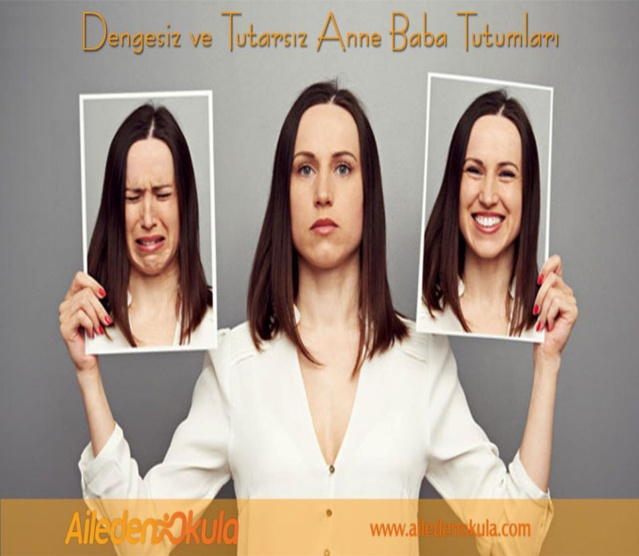 Dengesiz ve Tutarsız Anne Baba Tutumları
AiledenOkula
www.ailedenokula.com